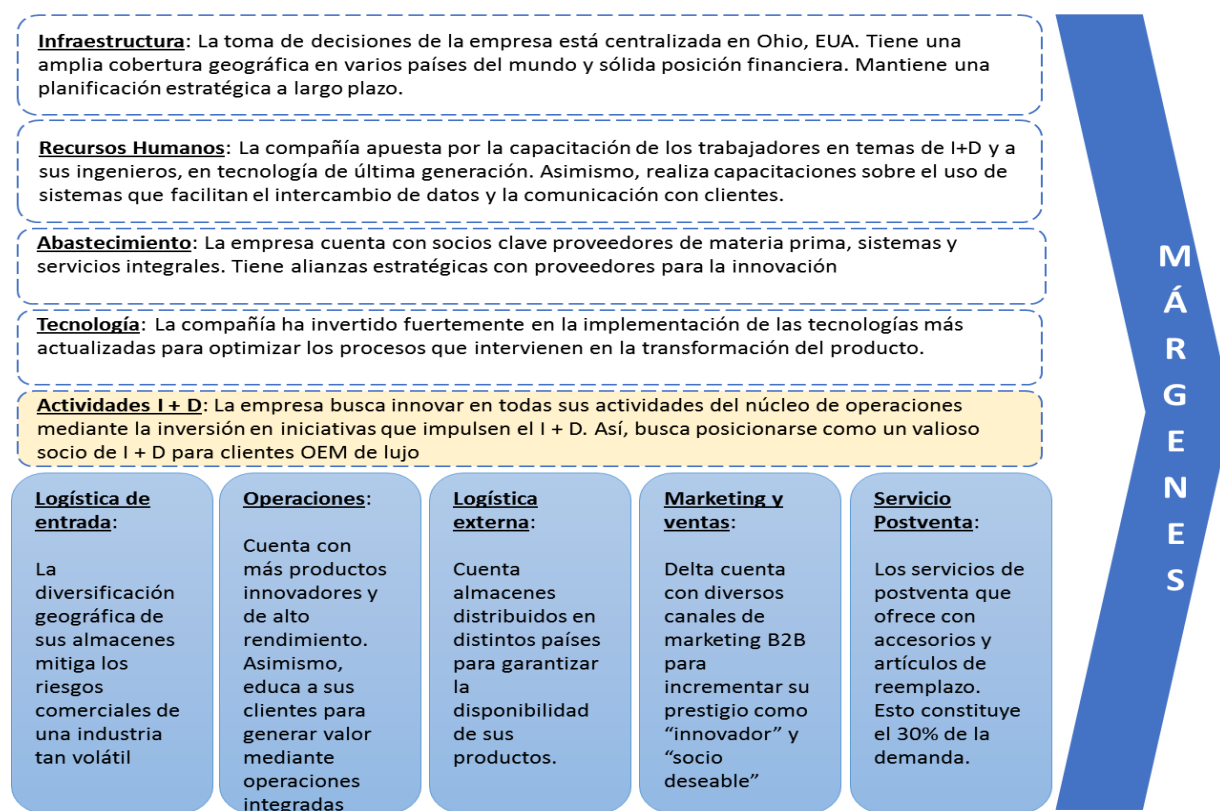 Infraestructura: La toma de decisiones de la empresa está centralizada en Ohio, EUA. Tiene una
amplia cobertura geográfica en varios países del mundo y sólida posición financiera. Mantiene una
planificación estratégica a largo plazo.
Recursos Humanos: La compañía apuesta por la capacitación de los trabajadores en temas de I+D y a
sus ingenieros, en tecnología de última generación. Asimismo, realiza capacitaciones sobre el uso de
sistemas que facilitan el intercambio de datos y la comunicación con clientes.
Abastecimiento: La empresa cuenta con socios clave proveedores de materia prima, sistemas y
servicios integrales. Tiene alianzas estratégicas con proveedores para la innovación
Tecnología: La compañía ha invertido fuertemente en la implementación de las tecnologías más
actualizadas para optimizar los procesos que intervienen en la transformación del producto.
Actividades I + D: La empresa busca innovar en todas sus actividades del núcleo de operaciones
mediante la inversión en iniciativas que impulsen el I + D. Así, busca posicionarse como un valioso
socio de I + D para clientes OEM de lujo
Logística de
entrada:
La
diversificación
geográfica de
sus almacenes
mitiga los
riesgos
comerciales de
una industria
tan volátil
Operaciones:
Cuenta con
más productos
innovadores y
de alto
rendimiento.
Asimismo,
educa a sus
clientes para
generar valor
mediante
operaciones
integradas
Logística
externa:
Cuenta
almacenes
distribuidos en
distintos países
para garantizar
la
disponibilidad
de sus
productos.
Marketing y
ventas:
Delta cuenta
con diversos
canales de
marketing B2B
para
incrementar su
prestigio como
“innovador” y
“socio
deseable”
Servicio
Postventa:
Los servicios de
postventa que
ofrece con
accesorios y
artículos de
reemplazo.
Esto constituye
el 30% de la
demanda.
M
Á
R
G
E
N
E
S